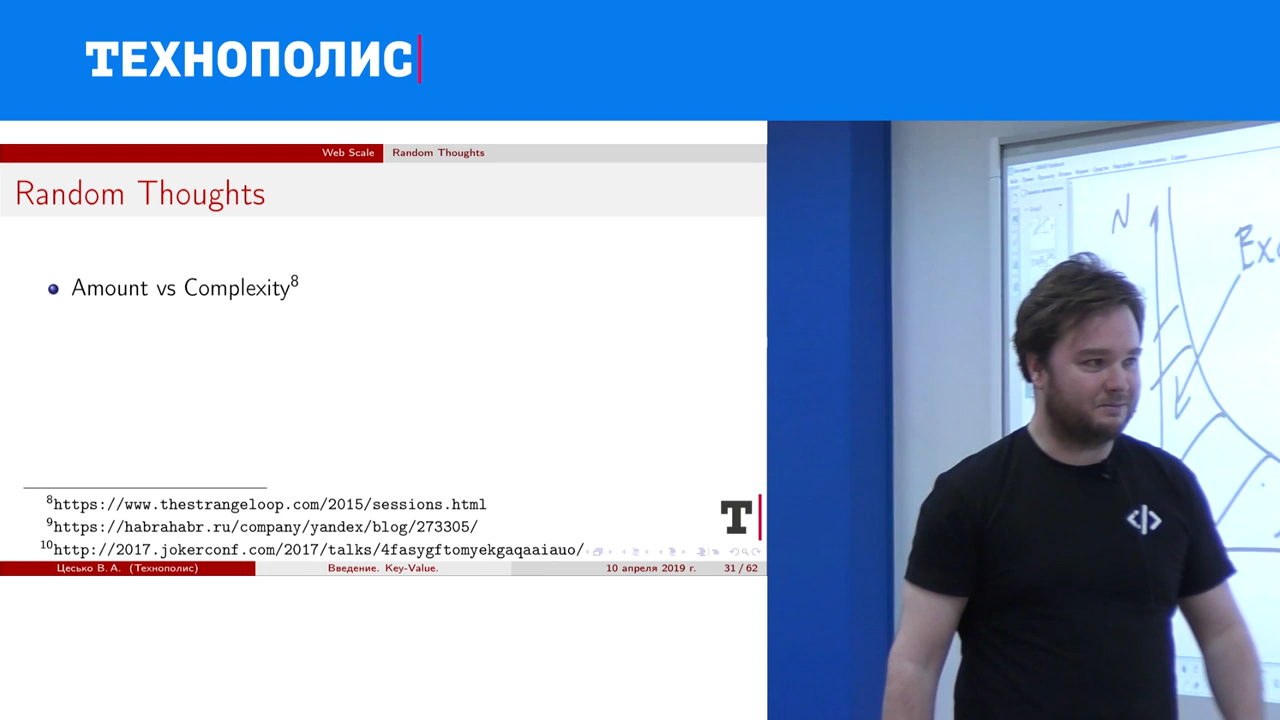 ТЕХНОПОЛИС
Web Scale Random Thoughts
Random Thoughts
Amount vs Complexity8
8https://www.thestrangeloop.com/2015/sessions.html
9https://habrahabr.ru/company/yandex/blog/273305/
10http://2017.jokerconf.com/2017/talks/4fasygftomyekgaqaaiauo/
T
Цесько В. А. (Технополис) Введение. Key-Value. 10 апреля 2019 г. 31 / 62
N